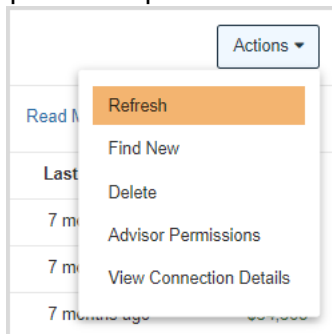 Actions
Read
Refresh
Find New
Last
Delete
7
Advisor Permissions
7
View Connection Details
7 months ago